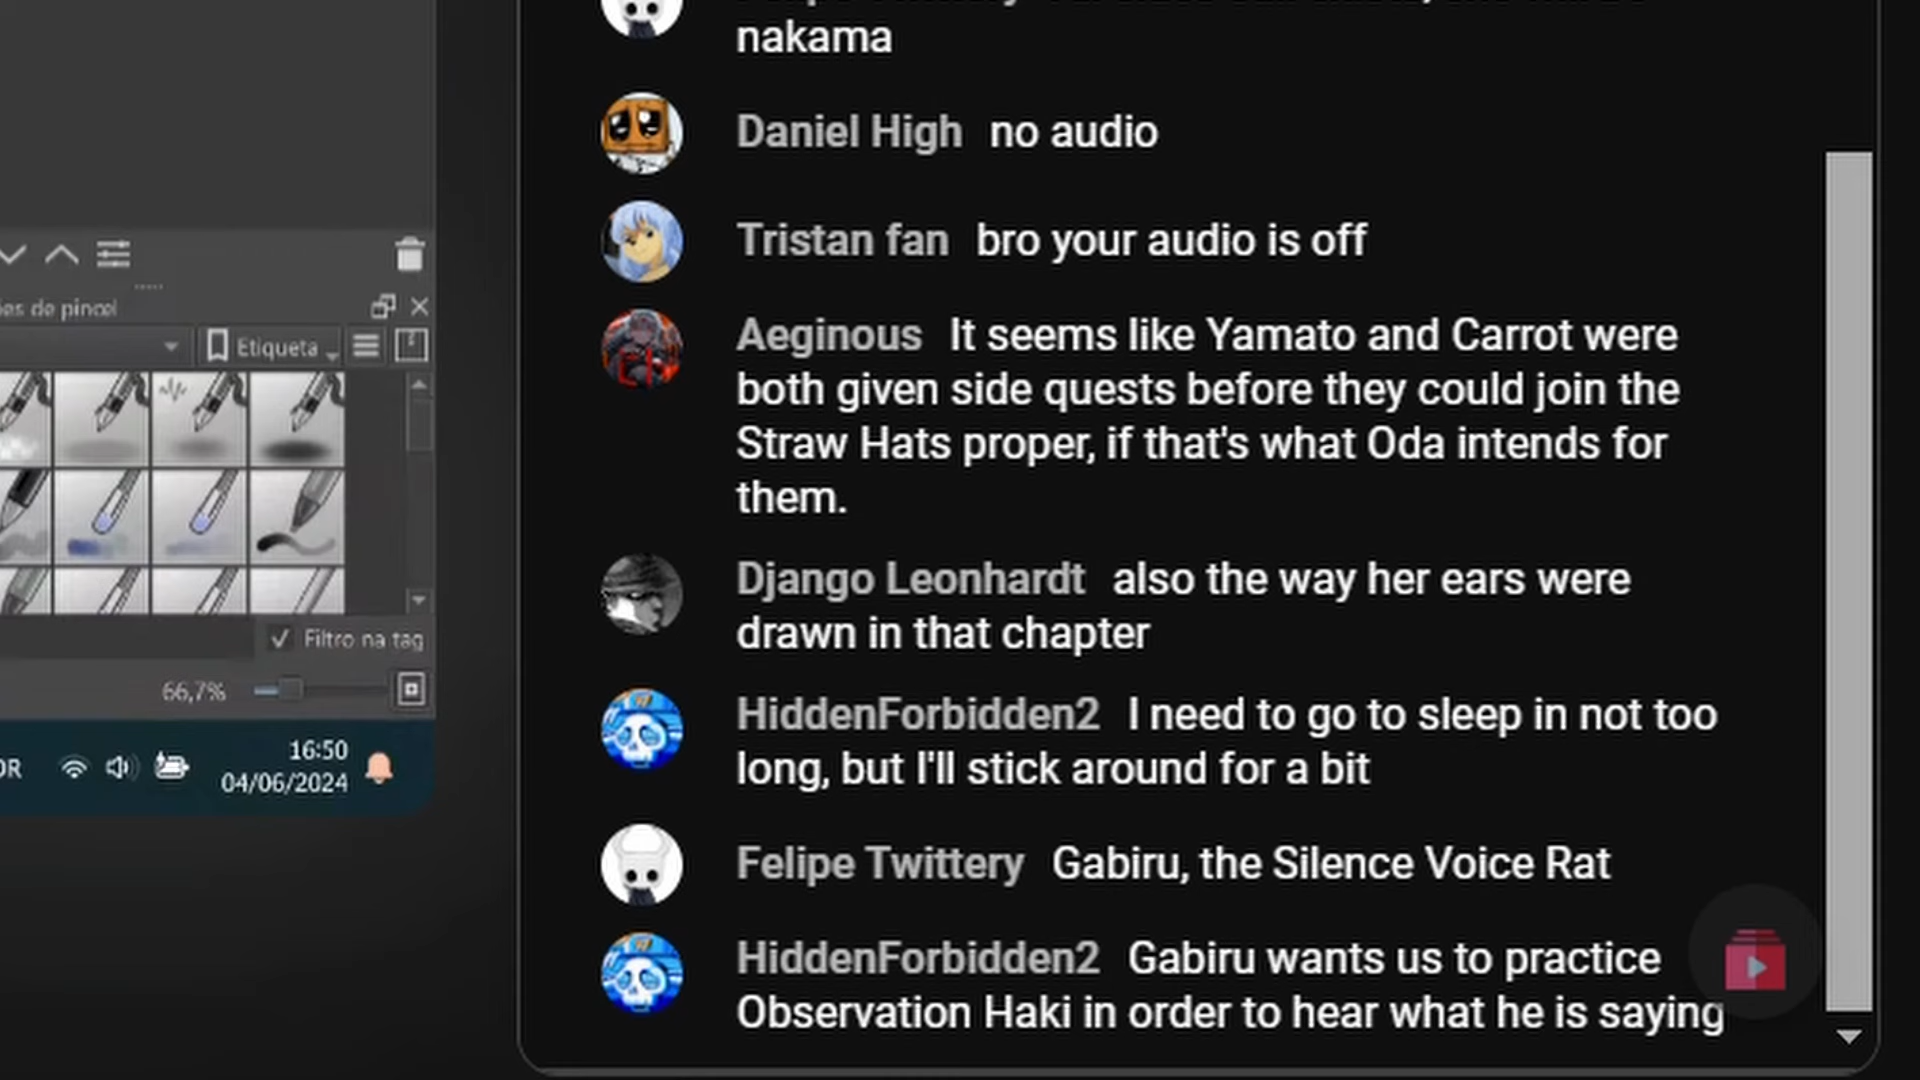 nakama
Daniel High no audio
Tristan fan bro your audio is off
Aeginous It seems like Yamato and Carrot were
both given side quests before they could join the
Straw Hats proper, if that's what Oda intends for
them.
Django Leonhardt also the way her ears were
drawn in that chapter
HiddenForbidden2 I need to go to sleep in not too
long, but I'll stick around for a bit
Felipe Twittery Gabiru, the Silence Voice Rat
HiddenForbidden2 Gabiru wants us to practice
Observation Haki in order to hear what he is saying
de pincel
Etiqueta
Filtro na tag
66,7%
16:50
04/06/2024